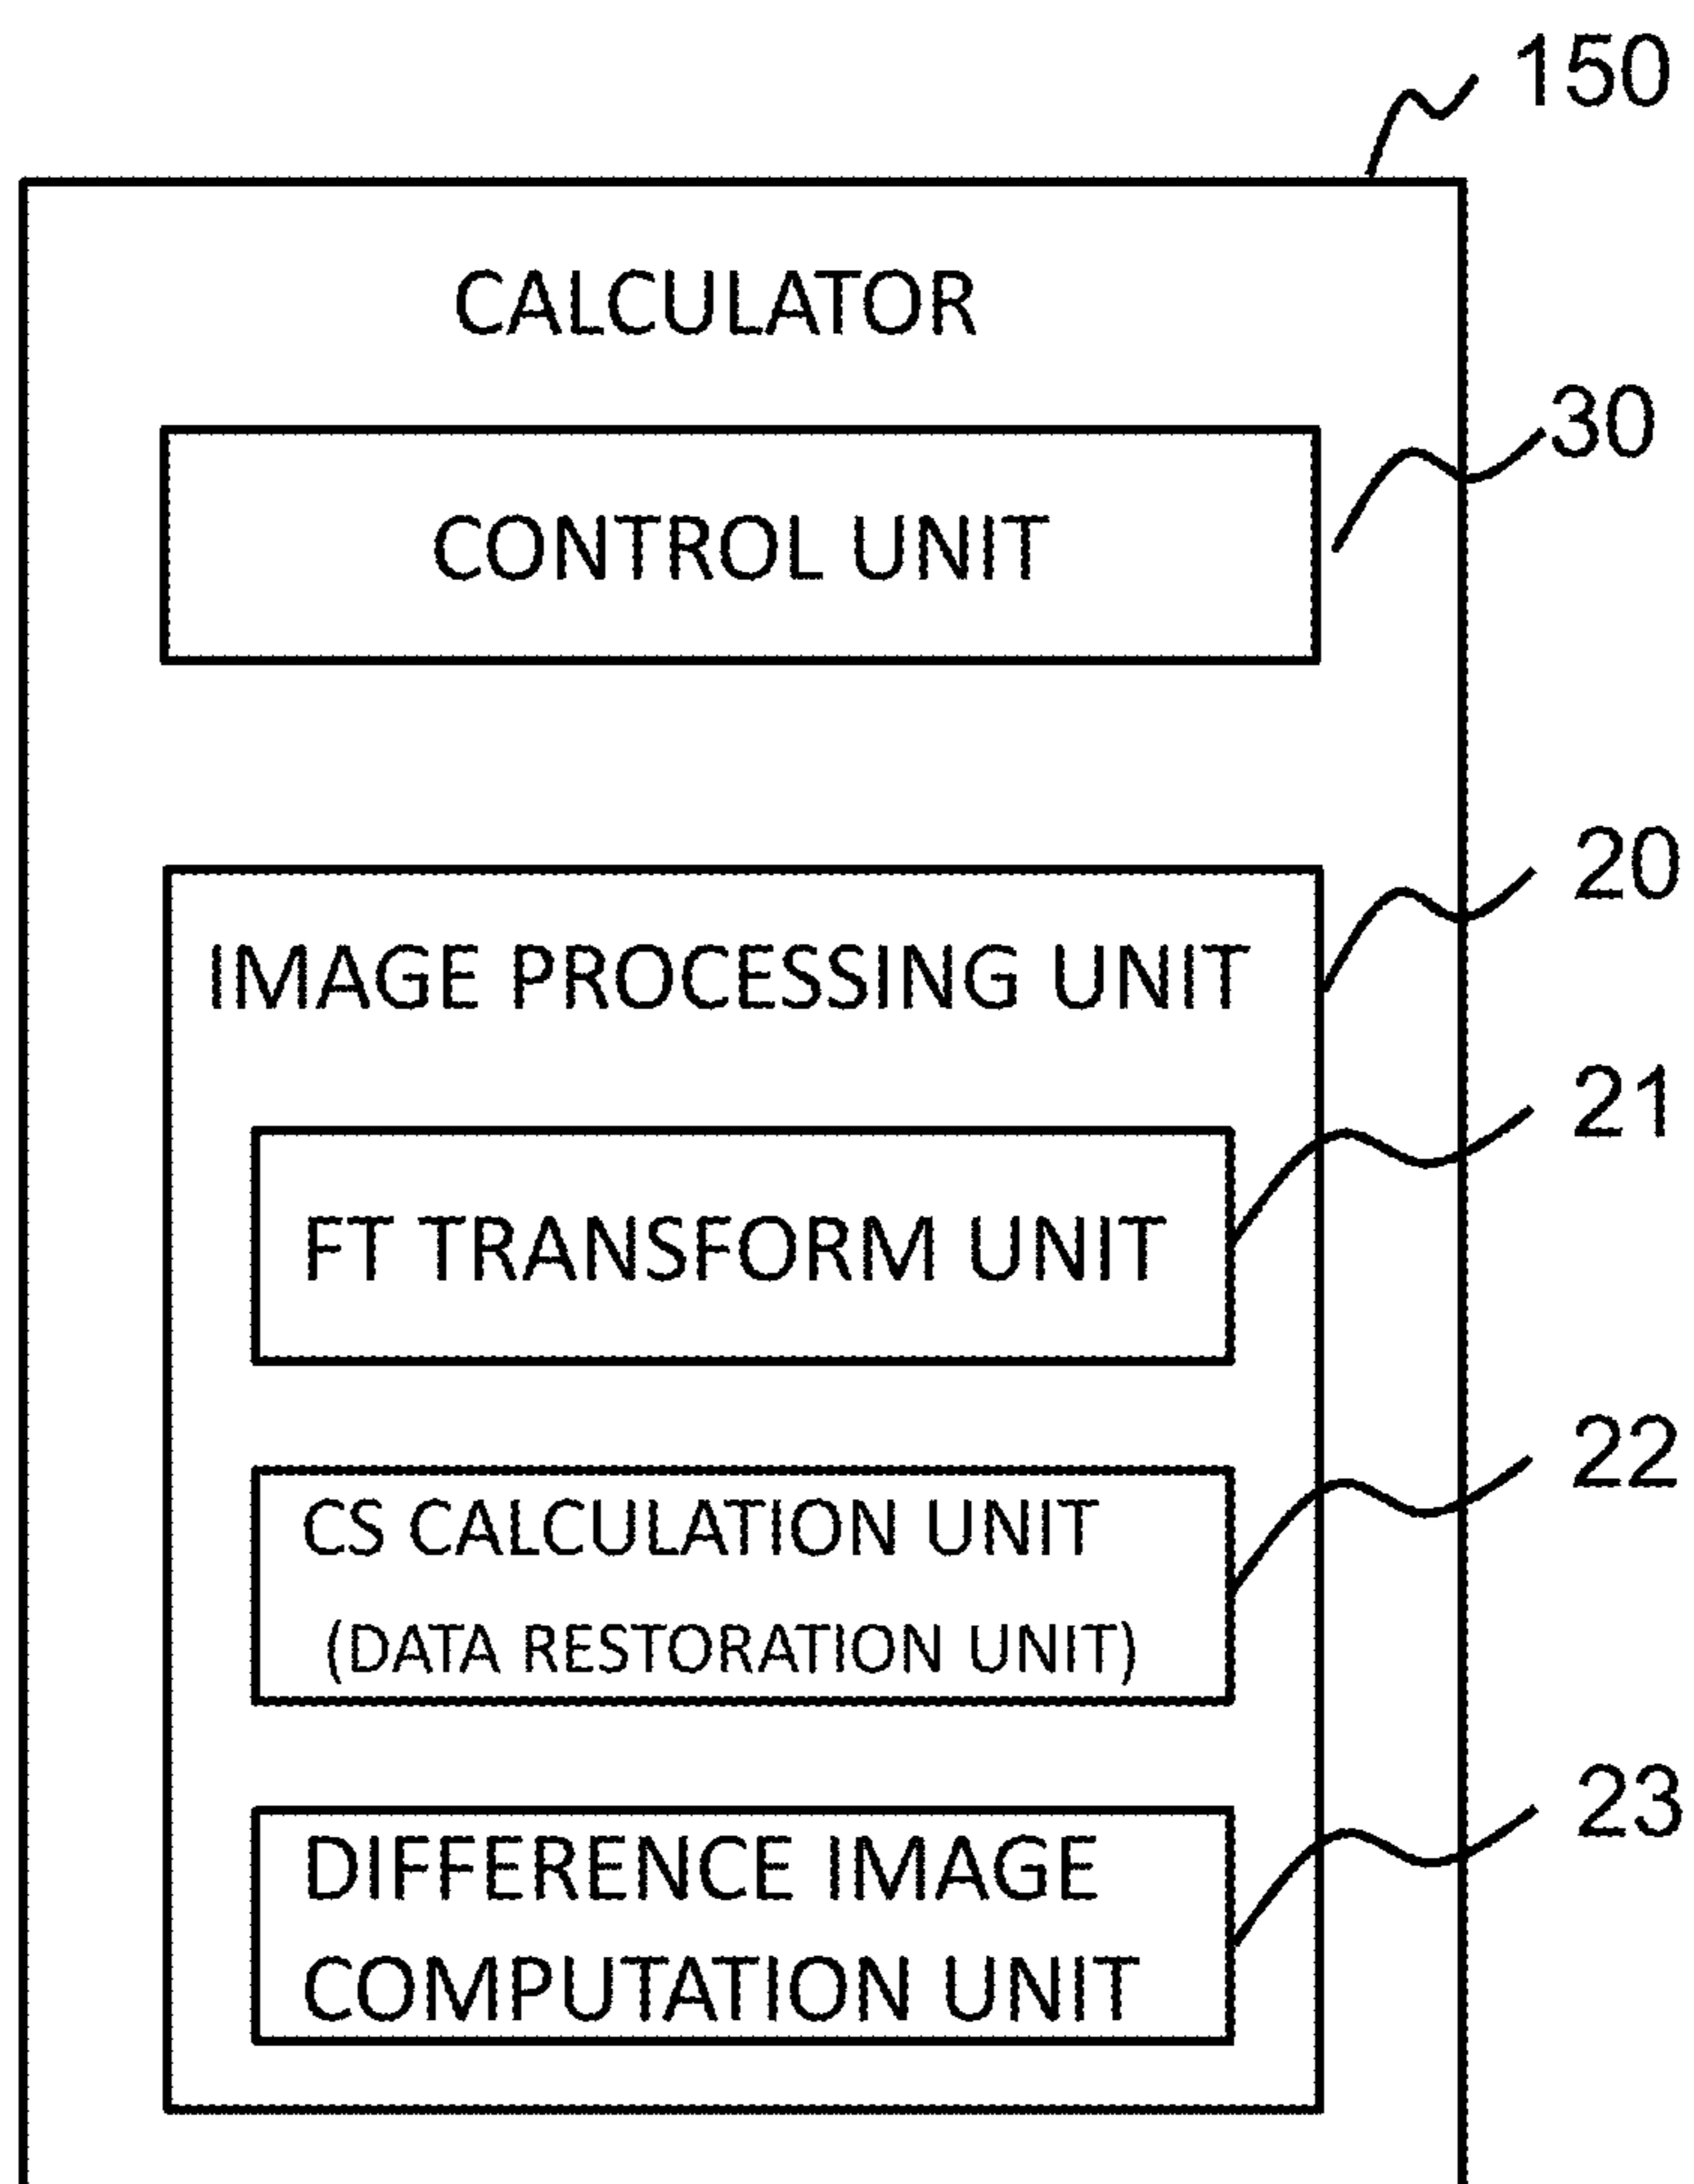 150
CALCULATOR
30
CONTROL UNIT
20
IMAGE PROCESSING UNIT
21
FT TRANSFORM UNIT
22
CS CALCULATION UNIT
(DATA RESTORATION UNIT)
23
DIFFERENCE IMAGE
COMPUTATION UNIT